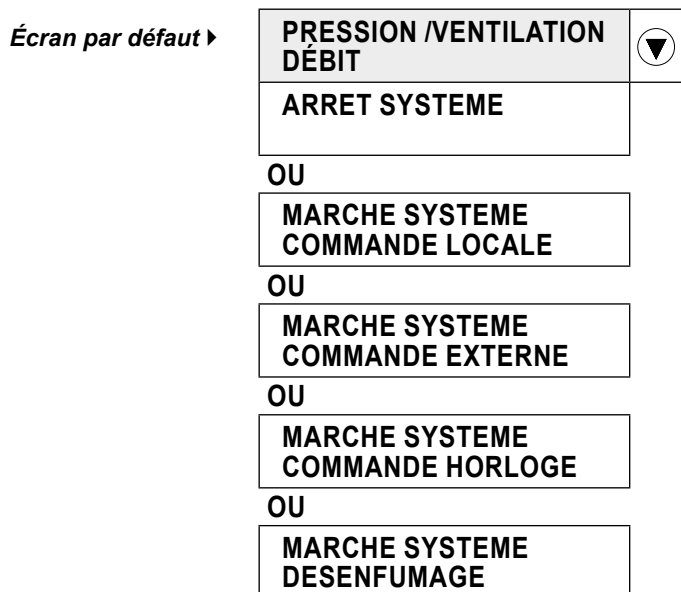 Écran par défaut
PRESSION /VENTILATION
DÉBIT
ARRET SYSTEME
OU
MARCHE SYSTEME
COMMANDE LOCALE
OU
MARCHE SYSTEME
COMMANDE EXTERNE
OU
MARCHE SYSTEME
COMMANDE HORLOGE
OU
MARCHE SYSTEME
DESENFUMAGE